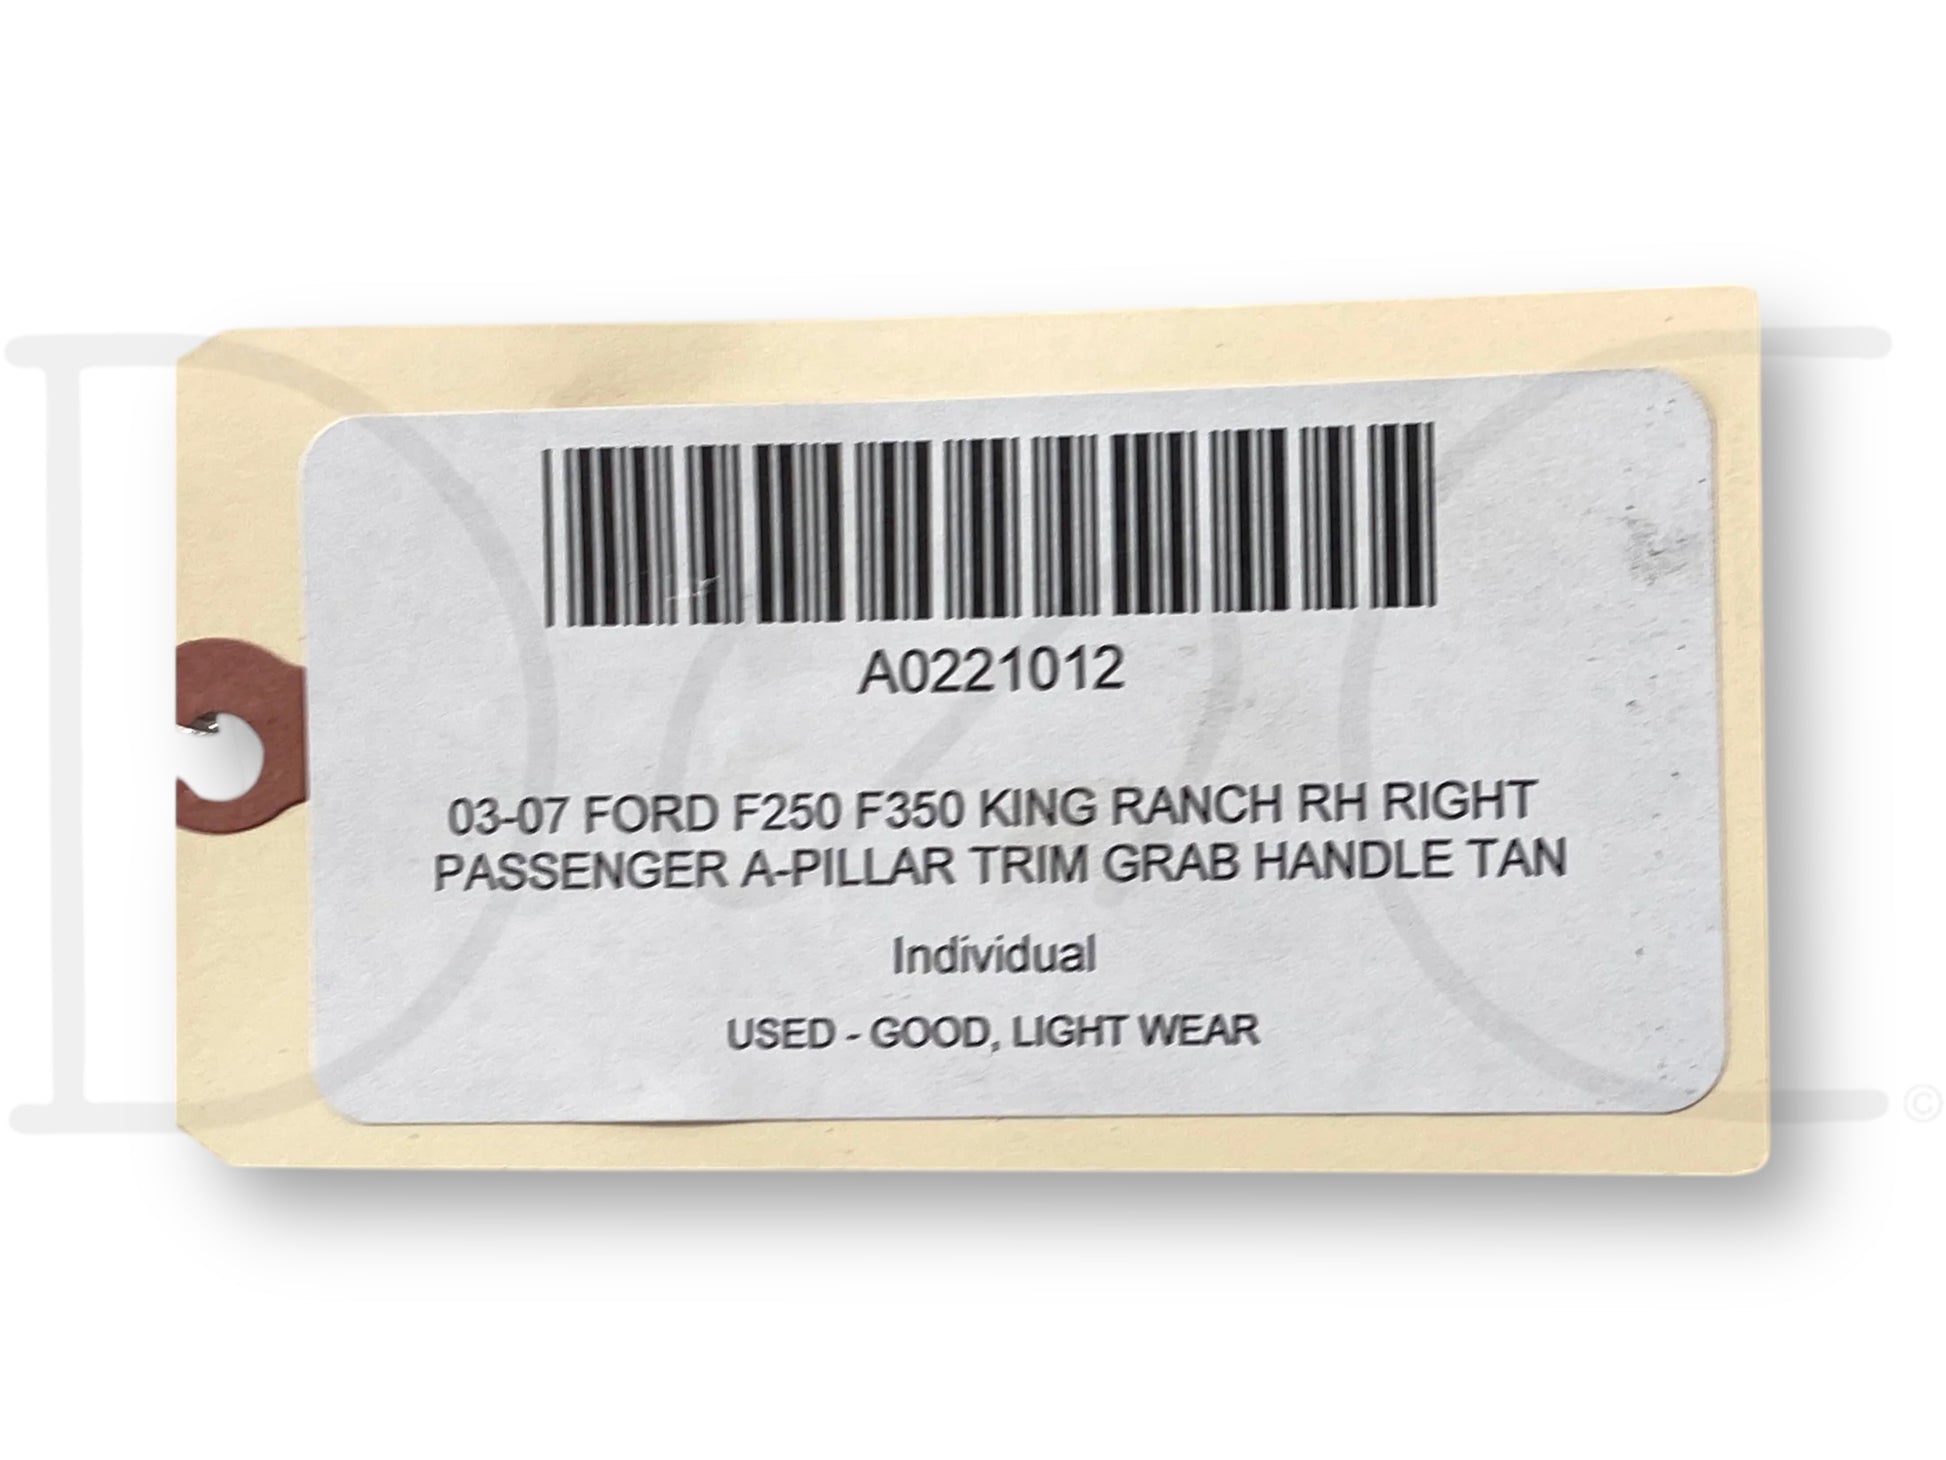 A0221012
03-07 FORD F250 F350 KING RANCH RH RIGHT
PASSENGER A-PILLAR TRIM GRAB HANDLE TAN
Individual
USED - GOOD, LIGHT WEAR
©